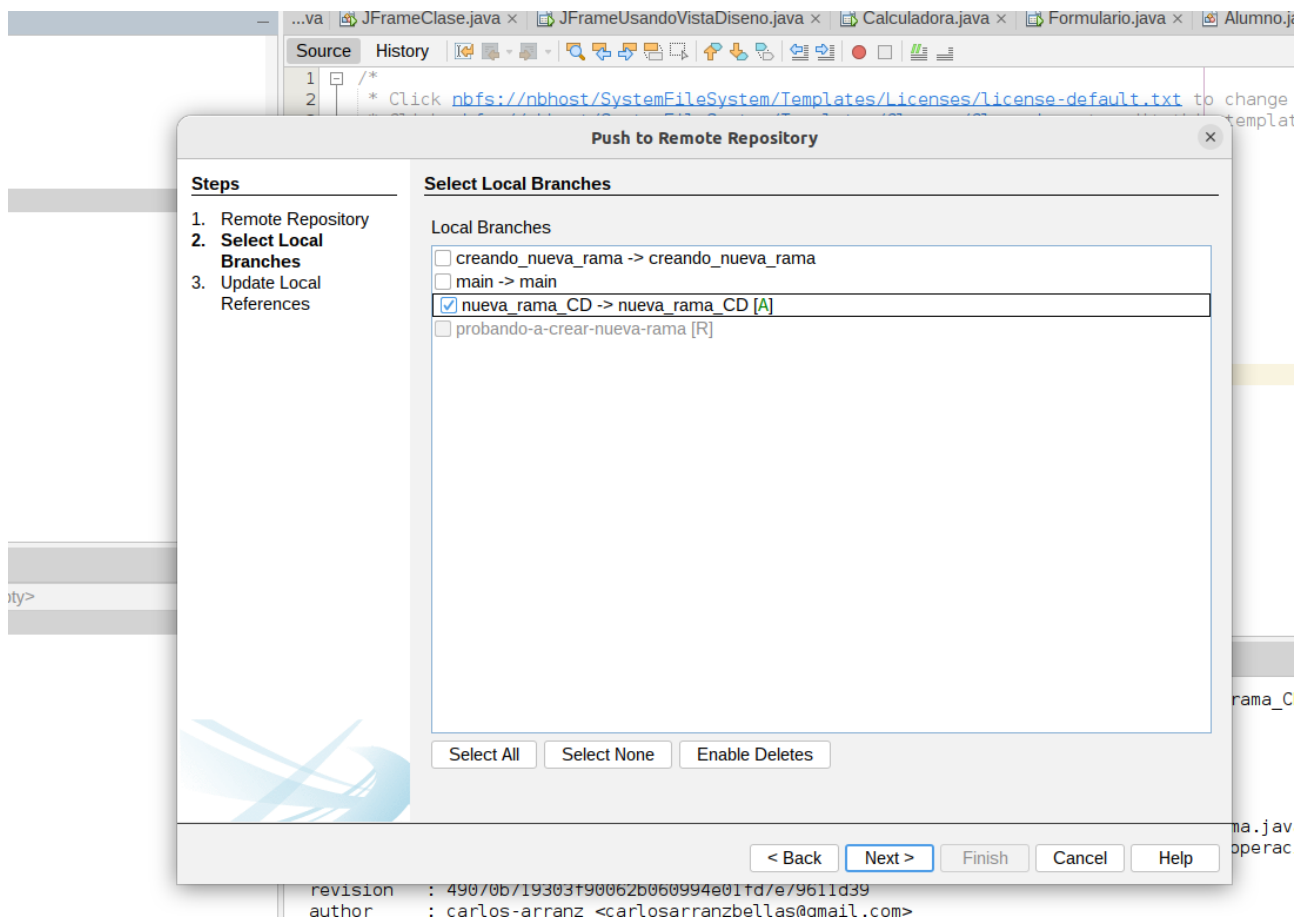 ...va JFrameClase.java × JFrameUsandoVistaDiseno.java × Calculadora.java × Formulario.java × Alumno.ja
Source History
1 /*
2 * Click nbfs://nbhost/SystemFileSystem/Templates/Licenses/license-default.txt to change
templat
Push to Remote Repository
Steps
1. Remote Repository
2. Select Local
Branches
3. Update Local
References
Select Local Branches
Local Branches
creando_nueva_rama -> creando_nueva_rama
main -> main
nueva_rama_CD -> nueva_rama_CD [A]
probando-a-crear-nueva-rama [R]
pty>
rama_C
Select All Select None Enable Deletes
ma.jav
operac
< Back Next > Finish Cancel Help
revision : 49070b719303f90062b060994e01fd7e79611d39
author : carlos-arranz <carlosarranzbellas@gmail.com>